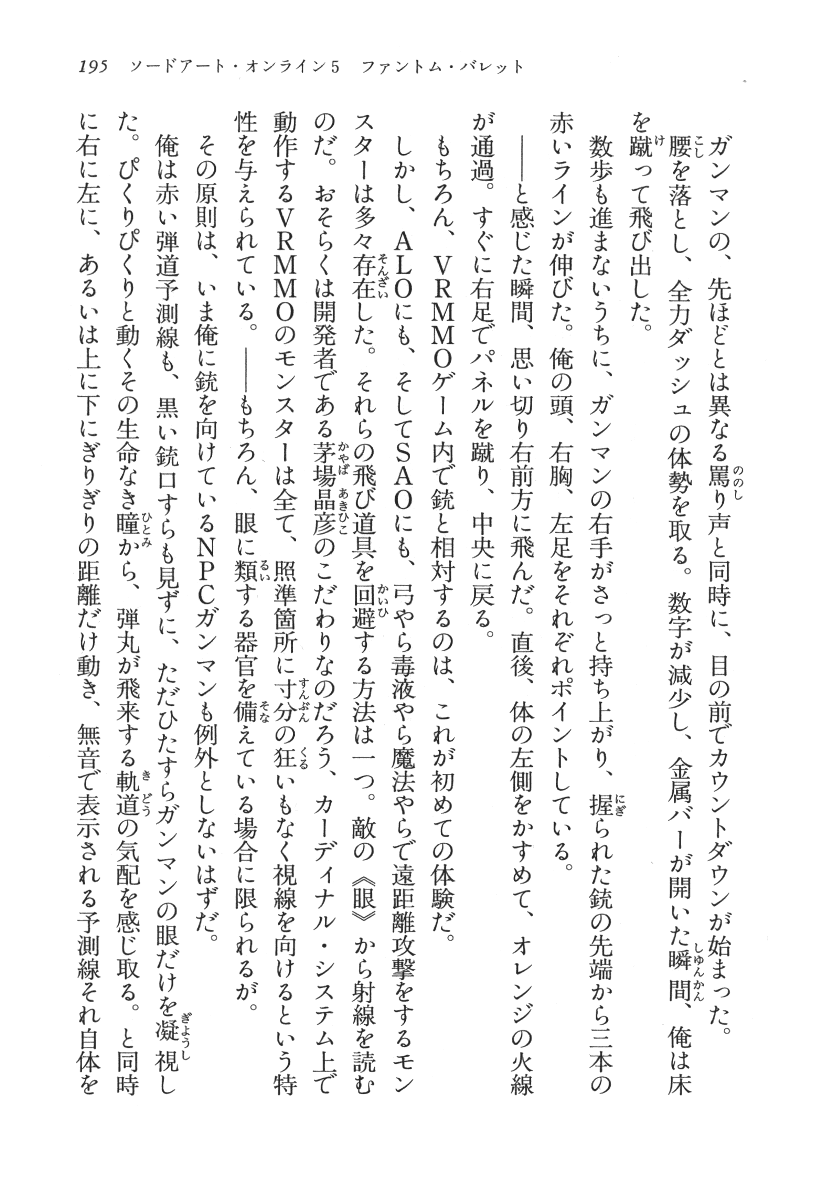 195　ソードアート・オンライン5　ファントム・バレット
ガンマンの、先ほどとは異なる罵り声と同時に、目の前でカウントダウンが始まった。
腰を落とし、全力ダッシュの体勢を取る。数字が減少し、金属バーが開いた瞬間、俺は床
を蹴って飛び出した。
数歩も進まないうちに、ガンマンの右手がさっと持ち上がり、握られた銃の先端から三本の
赤いラインが伸びた。俺の頭、右胸、左足をそれぞれポイントしている。
――と感じた瞬間、思い切り右前方に飛んだ。直後、体の左側をかすめて、オレンジの火線
が通過。すぐに右足でパネルを蹴り、中央に戻る。
もちろん、VRMMOゲーム内で銃と相対するのは、これが初めての体験だ。
しかし、ALOにも、そしてSAOにも、弓やら毒液やら魔法やらで遠距離攻撃をするモン
スターは多々存在した。それらの飛び道具を回避する方法は一つ。敵の《眼》から射線を読む
のだ。おそらくは開発者である茅場晶彦のこだわりなのだろう、カーディナル・システム上で
動作するVRMMOのモンスターは全て、照準箇所に寸分の狂いもなく視線を向けるという特
性を与えられている。――もちろん、眼に類する器官を備えている場合に限られるが。
その原則は、いま俺に銃を向けているNPCガンマンも例外としないはずだ。
俺は赤い弾道予測線も、黒い銃口すらも見ずに、ただひたすらガンマンの眼だけを凝視し
た。ぴくりぴくりと動くその生命なき瞳から、弾丸が飛来する軌道の気配を感じ取る。と同時
に右に左に、あるいは上に下にぎりぎりの距離だけ動き、無音で表示される予測線それ自体を